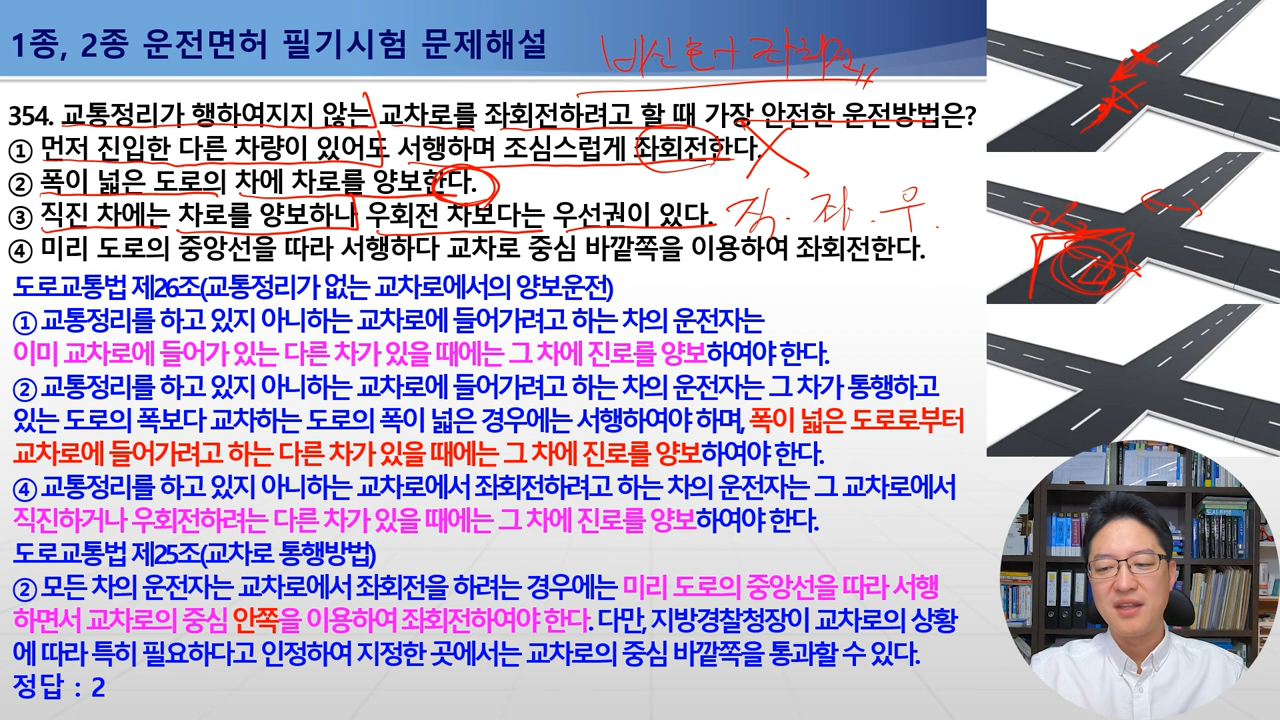 1종, 2종 운전면허 필기시험 문제해설
비신호 좌회전
354. 교통정리가 행하여지지 않는 교차로를 좌회전하려고 할 때 가장 안전한 운전방법은?
① 먼저 진입한 다른 차량이 있어도 서행하며 조심스럽게 좌회전한다.
② 폭이 넓은 도로의 차에 차로를 양보한다.
③ 직진 차에는 차로를 양보하나 우회전 차보다는 우선권이 있다.
직. 좌. 우.
④ 미리 도로의 중앙선을 따라 서행하다 교차로 중심 바깥쪽을 이용하여 좌회전한다.
도로교통법 제26조(교통정리가 없는 교차로에서의 양보운전)
① 교통정리를 하고 있지 아니하는 교차로에 들어가려고 하는 차의 운전자는
이미 교차로에 들어가 있는 다른 차가 있을 때에는 그 차에 진로를 양보하여야 한다.
② 교통정리를 하고 있지 아니하는 교차로에 들어가려고 하는 차의 운전자는 그 차가 통행하고
있는 도로의 폭보다 교차하는 도로의 폭이 넓은 경우에는 서행하여야 하며, 폭이 넓은 도로로부터
교차로에 들어가려고 하는 다른 차가 있을 때에는 그 차에 진로를 양보하여야 한다.
④ 교통정리를 하고 있지 아니하는 교차로에서 좌회전하려고 하는 차의 운전자는 그 교차로에서
직진하거나 우회전하려는 다른 차가 있을 때에는 그 차에 진로를 양보하여야 한다.
도로교통법 제25조(교차로 통행방법)
② 모든 차의 운전자는 교차로에서 좌회전을 하려는 경우에는 미리 도로의 중앙선을 따라 서행
하면서 교차로의 중심 안쪽을 이용하여 좌회전하여야 한다. 다만, 지방경찰청장이 교차로의 상황
에 따라 특히 필요하다고 인정하여 지정한 곳에서는 교차로의 중심 바깥쪽을 통과할 수 있다.
정답 : 2